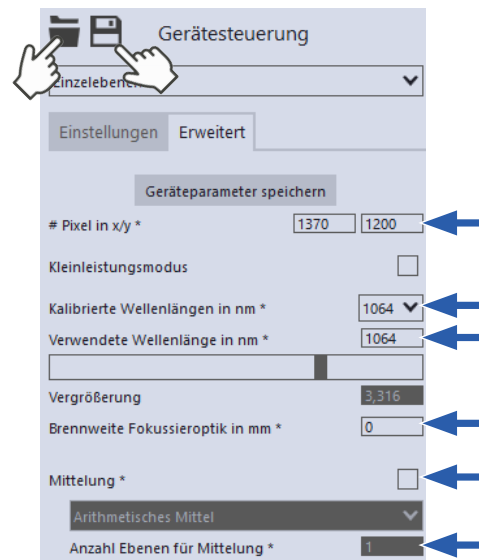 Gerätesteuerung
Einzelebene
Einstellungen Erweitert
Geräteparameter speichern
# Pixel in x/y * 1370 1200
Kleinleistungsmodus
Kalibrierte Wellenlängen in nm * 1064
Verwendete Wellenlänge in nm * 1064
Vergrößerung 3,316
Brennweite Fokussieroptik in mm * 0
Mittelung *
Arithmetisches Mittel
Anzahl Ebenen für Mittelung * 1